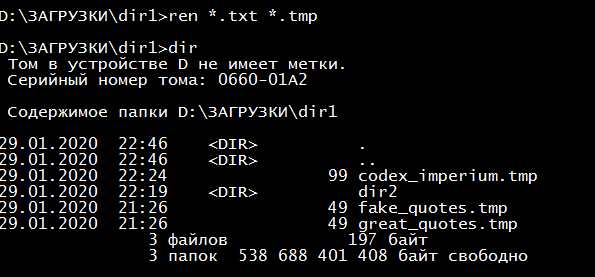 D:\ЗАГРУЗКИ\dir1>ren *.txt *.tmp
D:\ЗАГРУЗКИ\dir1>dir
Том в устройстве D не имеет метки.
Серийный номер тома: 0660-01A2
Содержимое папки D:\ЗАГРУЗКИ\dir1
29.01.2020 22:46 <DIR> .
29.01.2020 22:46 <DIR> ..
29.01.2020 22:24 99 codex_imperium.tmp
29.01.2020 22:19 <DIR> dir2
29.01.2020 21:26 49 fake_quotes.tmp
29.01.2020 21:26 49 great_quotes.tmp
3 файлов 197 байт
3 папок 538 688 401 408 байт свободно